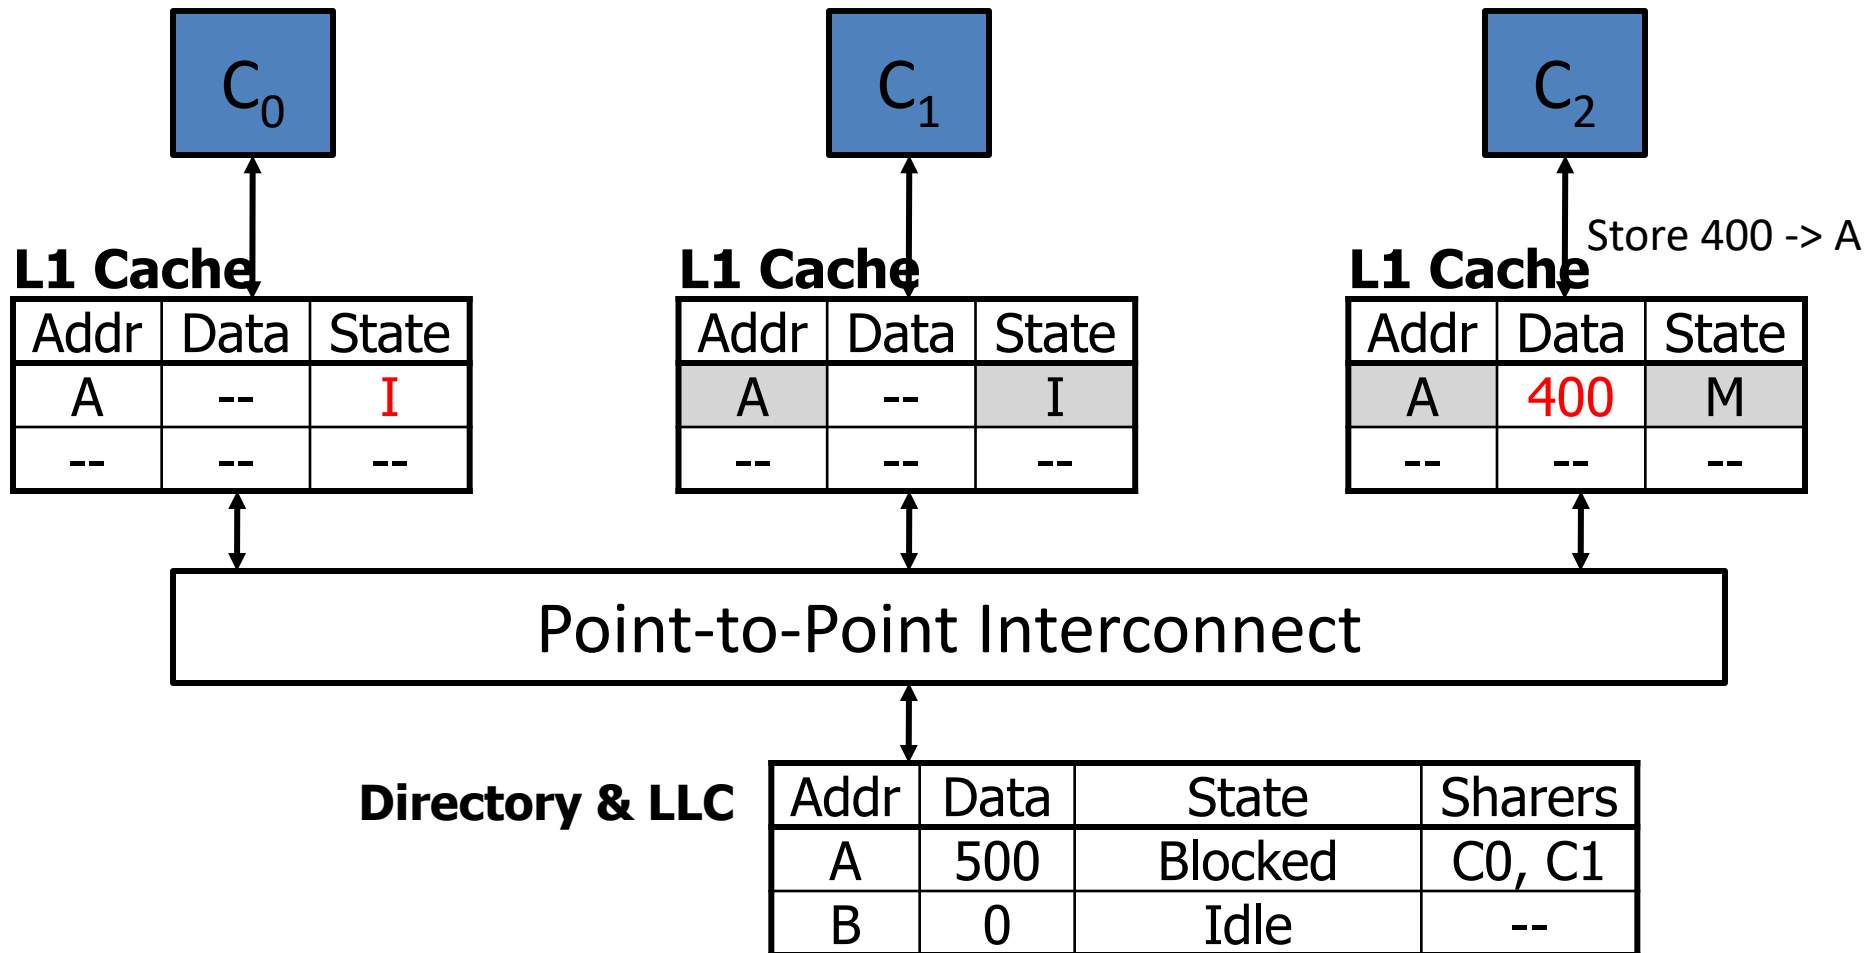 C0 C1 C2
Store 400 -> A
L1 Cache L1 Cache L1 Cache
Addr Data State Addr Data State Addr Data State
A -- I A -- I A 400 M
-- -- -- -- -- -- -- -- --
Point-to-Point Interconnect
Directory & LLC Addr Data State Sharers
A 500 Blocked C0, C1
B 0 Idle --